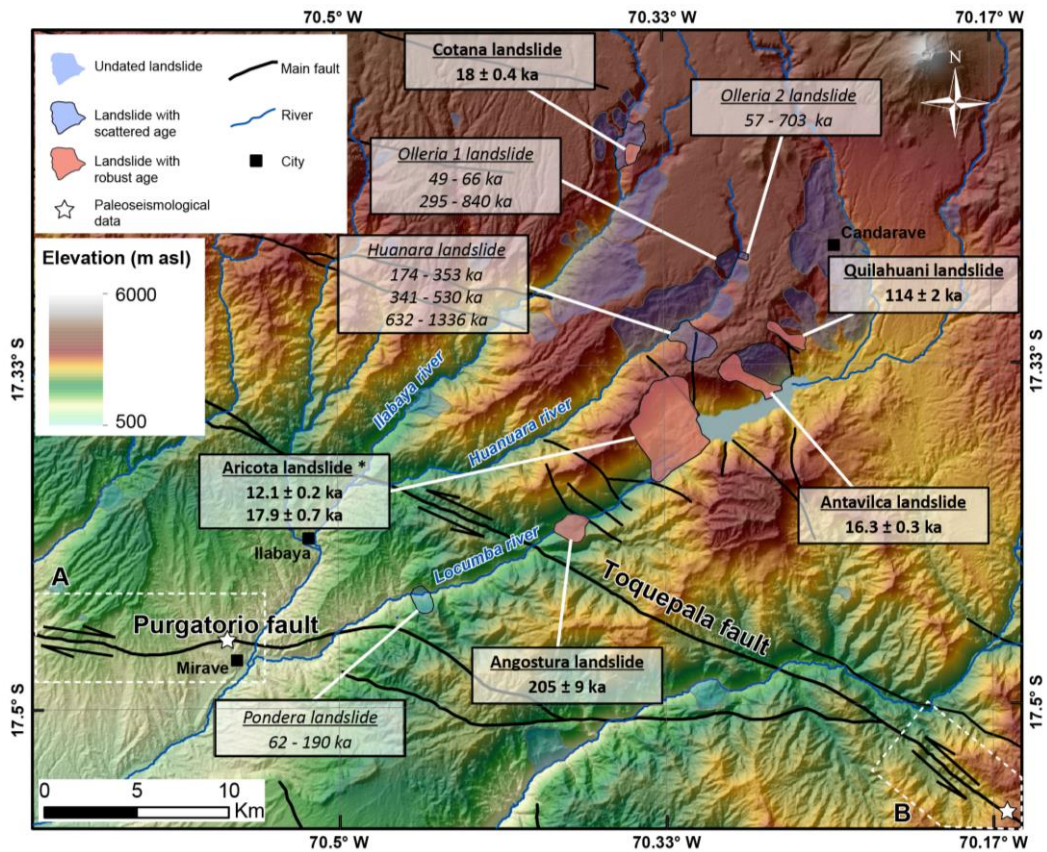 70.5° W
70.33° W
70.17° W
Undated landslide
Main fault
Landslide with
scattered age
River
Landslide with
robust age
City
Paleoseismological
data
Elevation (m asl)
6000
500
N
Cotana landslide
18 ± 0.4 ka
Olleria 2 landslide
57 - 703 ka
Olleria 1 landslide
49 - 66 ka
295 - 840 ka
Candarave
Huanara landslide
174 - 353 ka
341 - 530 ka
632 - 1336 ka
Quilahuani landslide
114 ± 2 ka
17.33° S
17.33° S
Ilabaya river
Huanuara river
Aricota landslide *
12.1 ± 0.2 ka
17.9 ± 0.7 ka
Antavilca landslide
16.3 ± 0.3 ka
Ilabaya
Locumba river
A
Toquepala fault
Purgatorio fault
Mirave
Angostura landslide
205 ± 9 ka
Pondera landslide
62 - 190 ka
17.5° S
17.5° S
0 5 10
Km
B
70.5° W
70.33° W
70.17° W